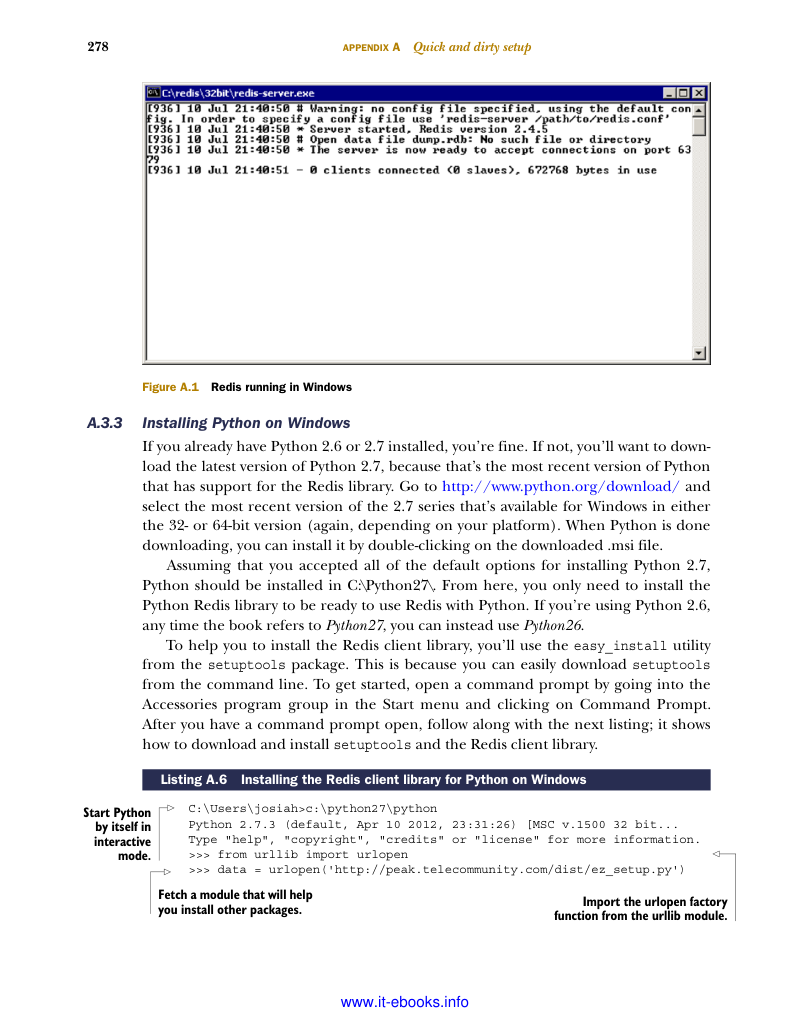 278
APPENDIX A Quick and dirty setup
C:\redis\32bit\redis-server.exe
[936] 10 Jul 21:40:50 # Warning: no config file specified, using the default con
fig. In order to specify a config file use 'redis-server /path/to/redis.conf'
[936] 10 Jul 21:40:50 * Server started, Redis version 2.4.5
[936] 10 Jul 21:40:50 # Open data file dump.rdb: No such file or directory
[936] 10 Jul 21:40:50 * The server is now ready to accept connections on port 63
79
[936] 10 Jul 21:40:51 - 0 clients connected (0 slaves), 672768 bytes in use
Figure A.1 Redis running in Windows
A.3.3 Installing Python on Windows
If you already have Python 2.6 or 2.7 installed, you're fine. If not, you'll want to down-
load the latest version of Python 2.7, because that's the most recent version of Python
that has support for the Redis library. Go to http://www.python.org/download/ and
select the most recent version of the 2.7 series that's available for Windows in either
the 32- or 64-bit version (again, depending on your platform). When Python is done
downloading, you can install it by double-clicking on the downloaded .msi file.
Assuming that you accepted all of the default options for installing Python 2.7,
Python should be installed in C:\Python27\. From here, you only need to install the
Python Redis library to be ready to use Redis with Python. If you're using Python 2.6,
any time the book refers to Python27, you can instead use Python26.
To help you to install the Redis client library, you'll use the easy_install utility
from the setuptools package. This is because you can easily download setuptools
from the command line. To get started, open a command prompt by going into the
Accessories program group in the Start menu and clicking on Command Prompt.
After you have a command prompt open, follow along with the next listing; it shows
how to download and install setuptools and the Redis client library.
Listing A.6 Installing the Redis client library for Python on Windows
Start Python
by itself in
interactive
mode.
C:\Users\josiah>c:\python27\python
Python 2.7.3 (default, Apr 10 2012, 23:31:26) [MSC v.1500 32 bit...
Type "help", "copyright", "credits" or "license" for more information.
>>> from urllib import urlopen
>>> data = urlopen('http://peak.telecommunity.com/dist/ez_setup.py')
Fetch a module that will help
you install other packages.
Import the urlopen factory
function from the urllib module.
www.it-ebooks.info